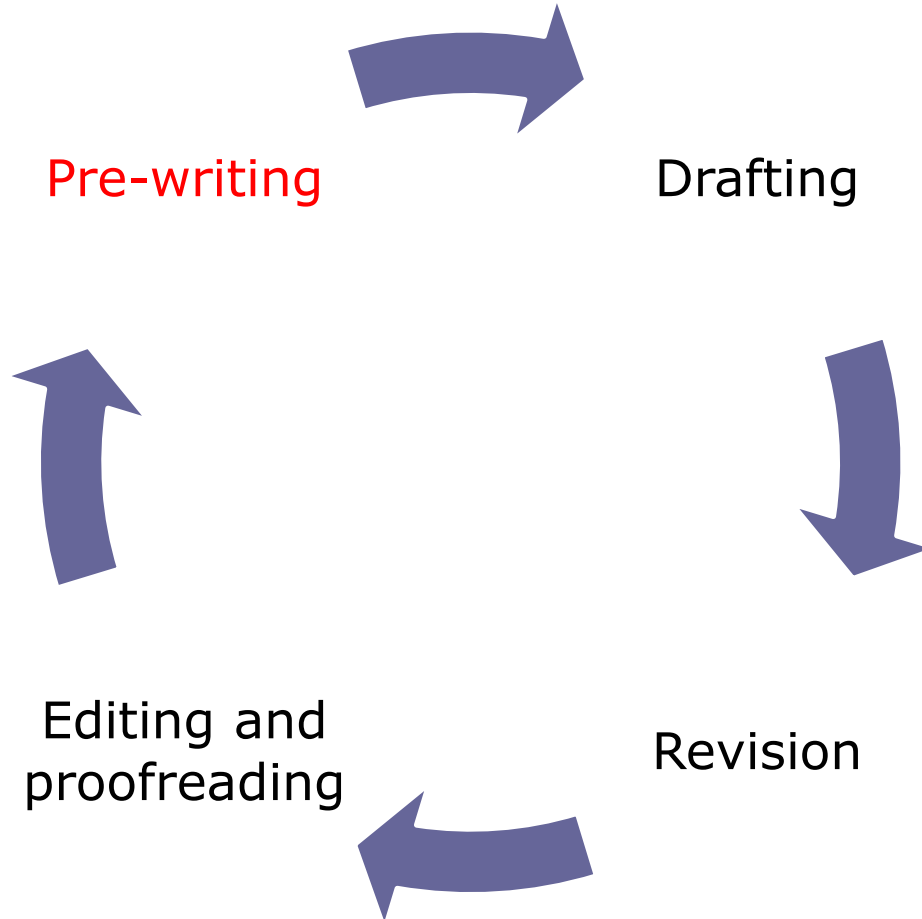 Pre-writing
Drafting
Revision
Editing and
proofreading